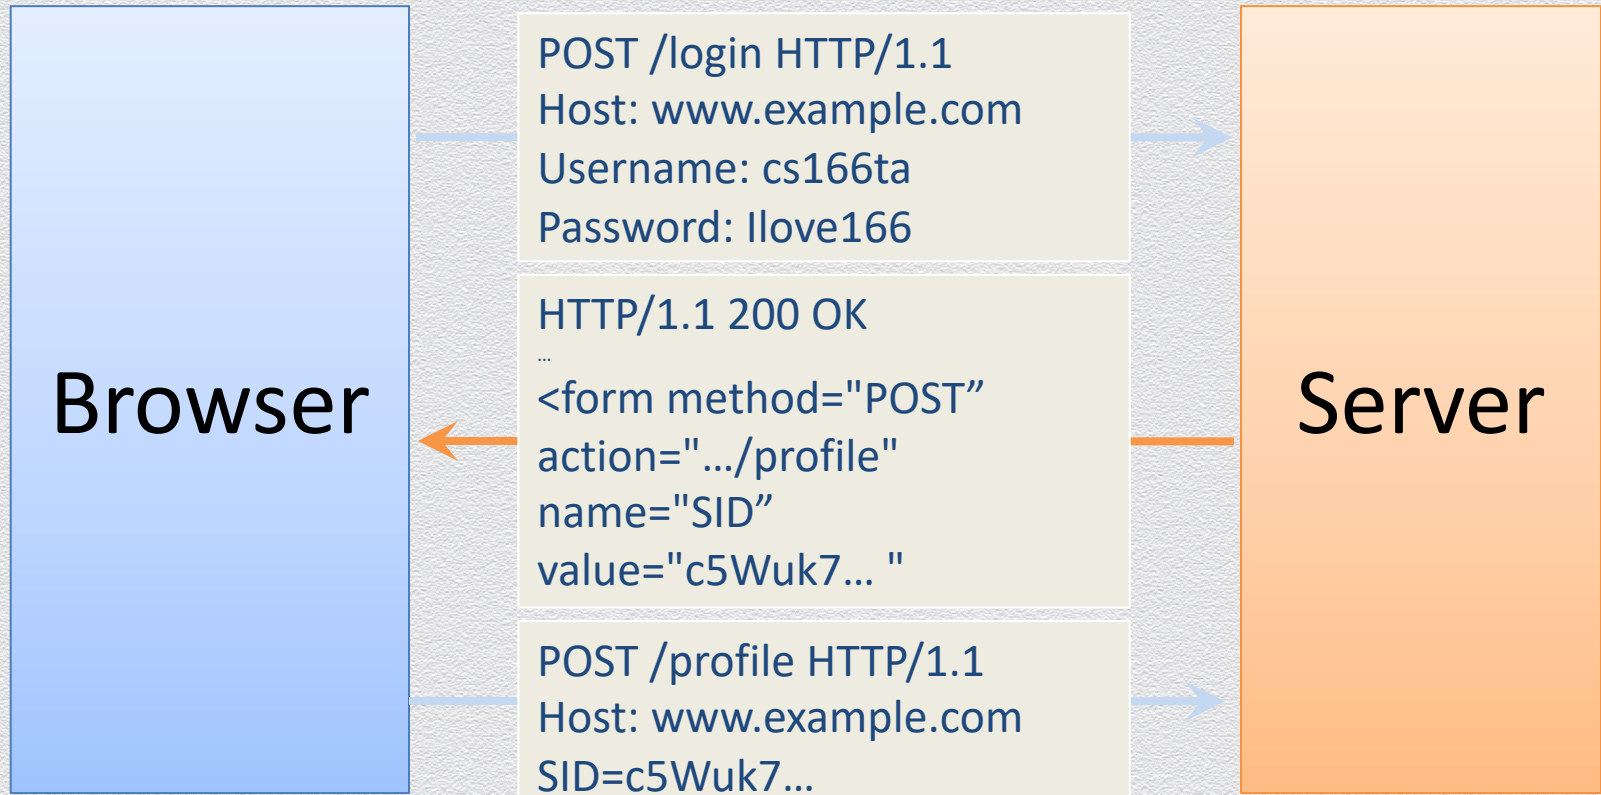 Browser
POST /login HTTP/1.1
Host: www.example.com
Username: cs166ta
Password: Ilove166
HTTP/1.1 200 OK
...
<form method="POST”
action="…/profile"
name="SID”
value="c5Wuk7… "
POST /profile HTTP/1.1
Host: www.example.com
SID=c5Wuk7…
Server